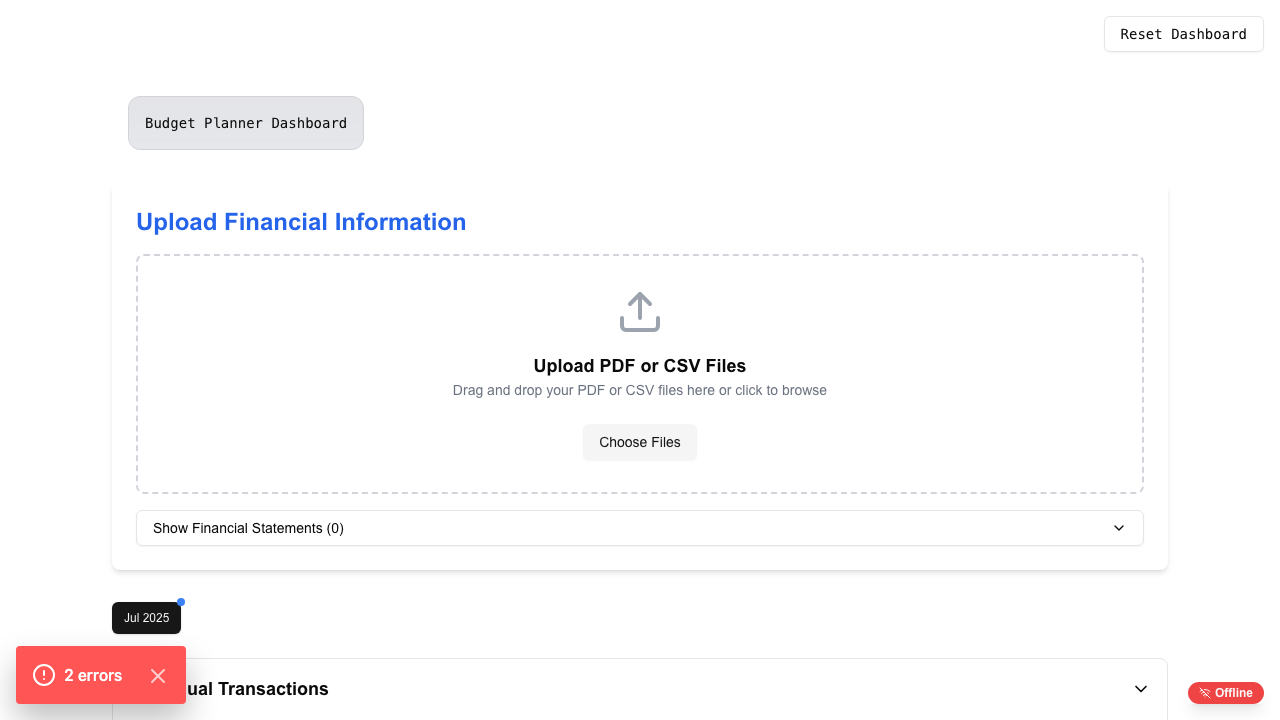 Reset Dashboard
Budget Planner Dashboard
Upload Financial Information
Upload PDF or CSV Files
Drag and drop your PDF or CSV files here or click to browse
Choose Files
Show Financial Statements (0)
Jul 2025
2 errors
Transactions
Offline